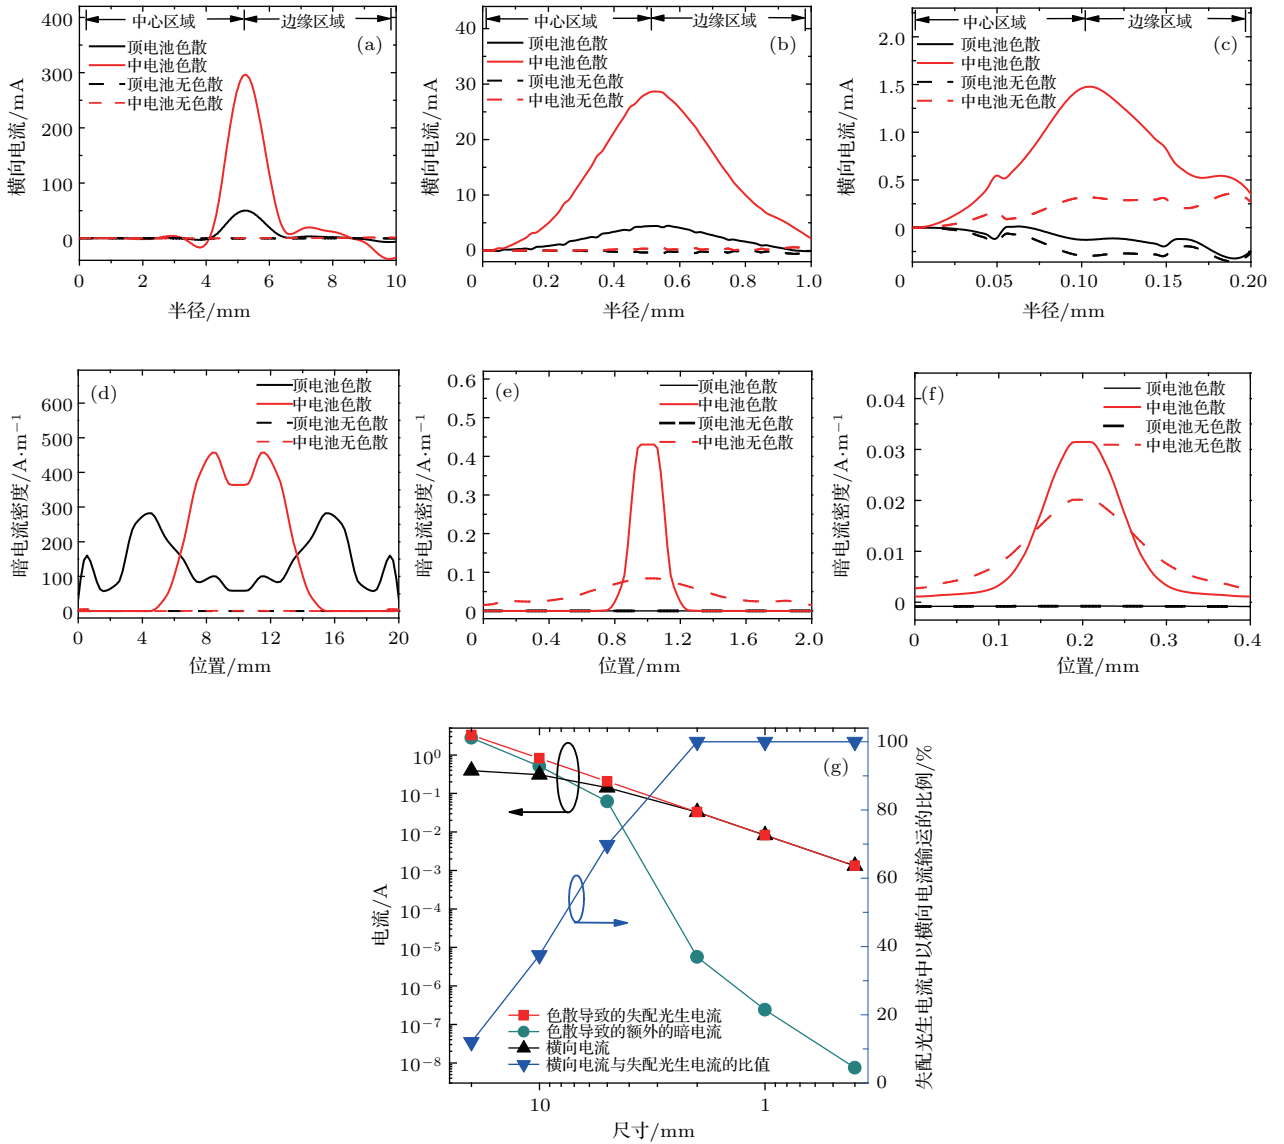 中心区域 边缘区域
(a)
顶电池色散
中电池色散
顶电池无色散
中电池无色散
400
300
200
100
0
横向电流/mA
0 2 4 6 8 10
半径/mm
中心区域 边缘区域
(b)
顶电池色散
中电池色散
顶电池无色散
中电池无色散
40
30
20
10
0
横向电流/mA
0 0.2 0.4 0.6 0.8 1.0
半径/mm
中心区域 边缘区域
(c)
顶电池色散
中电池色散
顶电池无色散
中电池无色散
2.0
1.5
1.0
0.5
0
横向电流/mA
0 0.05 0.10 0.15 0.20
半径/mm
(d)
顶电池色散
中电池色散
顶电池无色散
中电池无色散
600
500
400
300
200
100
0
暗电流密度/A·m⁻¹
0 4 8 12 16 20
位置/mm
(e)
顶电池色散
中电池色散
顶电池无色散
中电池无色散
0.6
0.5
0.4
0.3
0.2
0.1
0
暗电流密度/A·m⁻¹
0 0.4 0.8 1.2 1.6 2.0
位置/mm
(f)
顶电池色散
中电池色散
顶电池无色散
中电池无色散
0.04
0.03
0.02
0.01
0
暗电流密度/A·m⁻¹
0 0.1 0.2 0.3 0.4
位置/mm
(g)
10⁰
10⁻¹
10⁻²
10⁻³
10⁻⁴
10⁻⁵
10⁻⁶
10⁻⁷
10⁻⁸
电流/A
色散导致的失配光生电流
色散导致的额外的暗电流
横向电流
横向电流与失配光生电流的比值
100
80
60
40
20
0
失配光生电流中以横向电流输运的比例/%
10 1
尺寸/mm